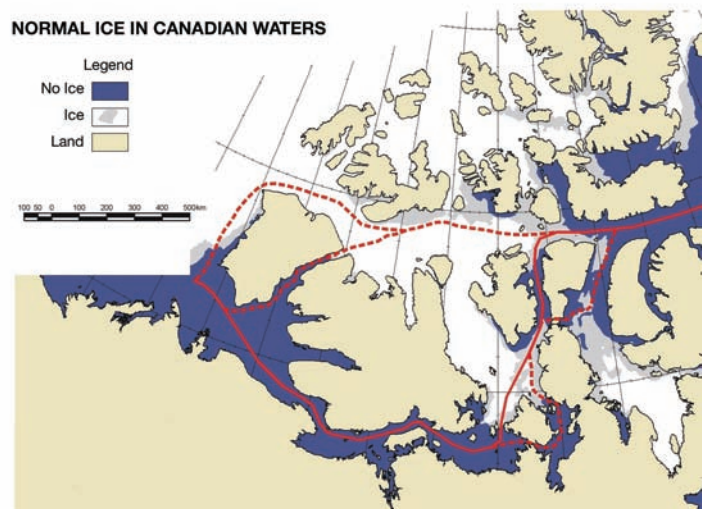 NORMAL ICE IN CANADIAN WATERS
Legend
No Ice
Ice
Land
100 50 0 100 200 300 400 500km